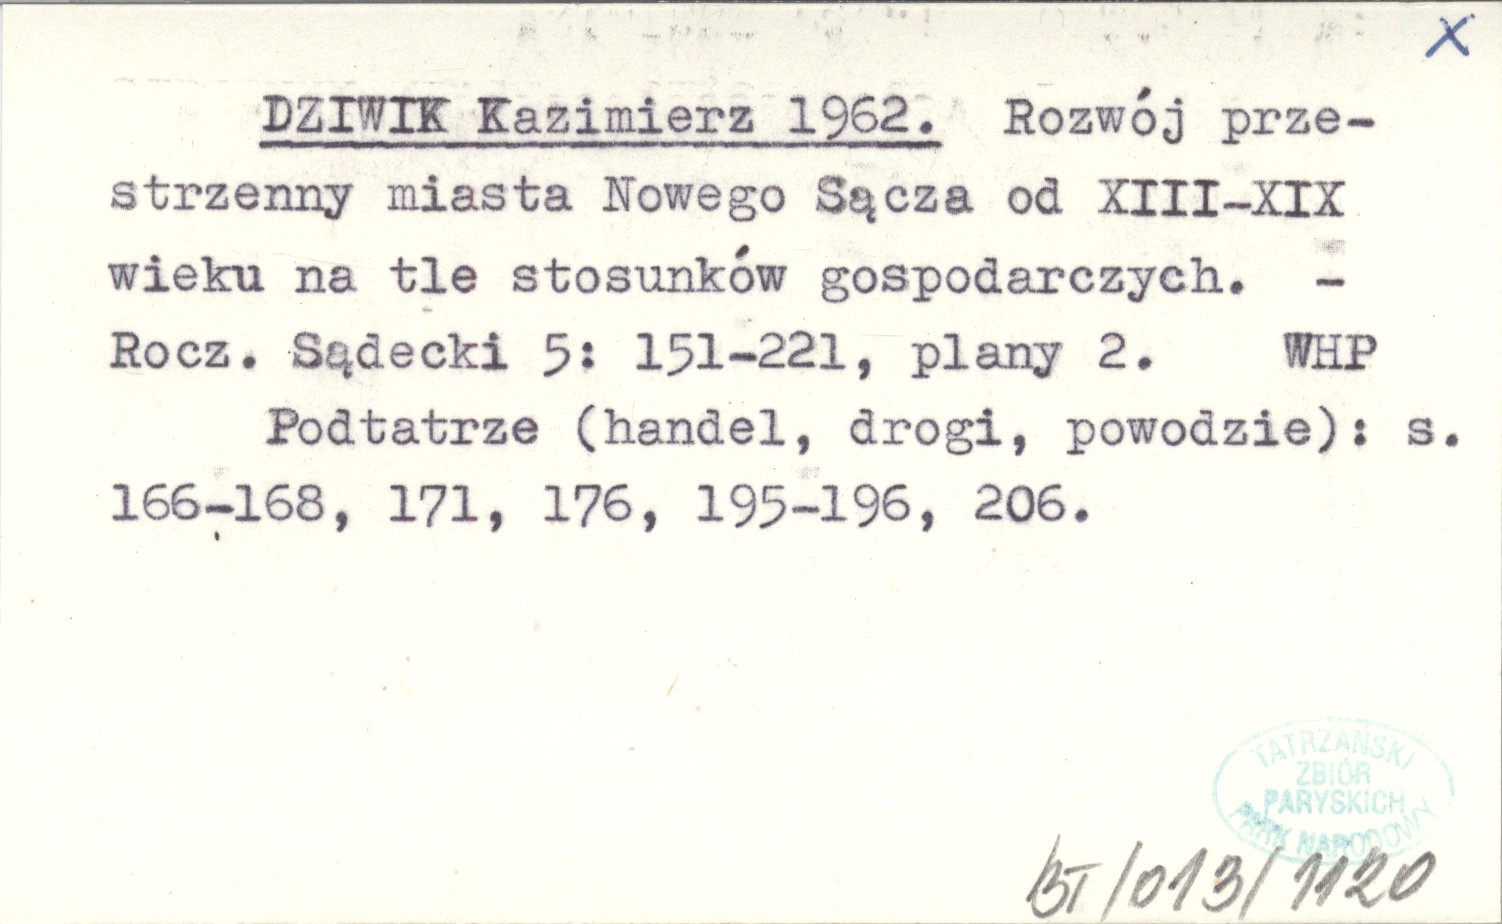 X
DZIWIK Kazimierz 1962. Rozwój prze-
strzenny miasta Nowego Sącza od XIII-XIX
wieku na tle stosunków gospodarczych. -
Rocz. Sądecki 5: 151-221, plany 2. WHP
Podtatrze (handel, drogi, powodzie): s.
166-168, 171, 176, 195-196, 206.
TATRZAŃSKI
ZBIÓR
PARYSKICH
PARK NARODOWY
BT/013/1120